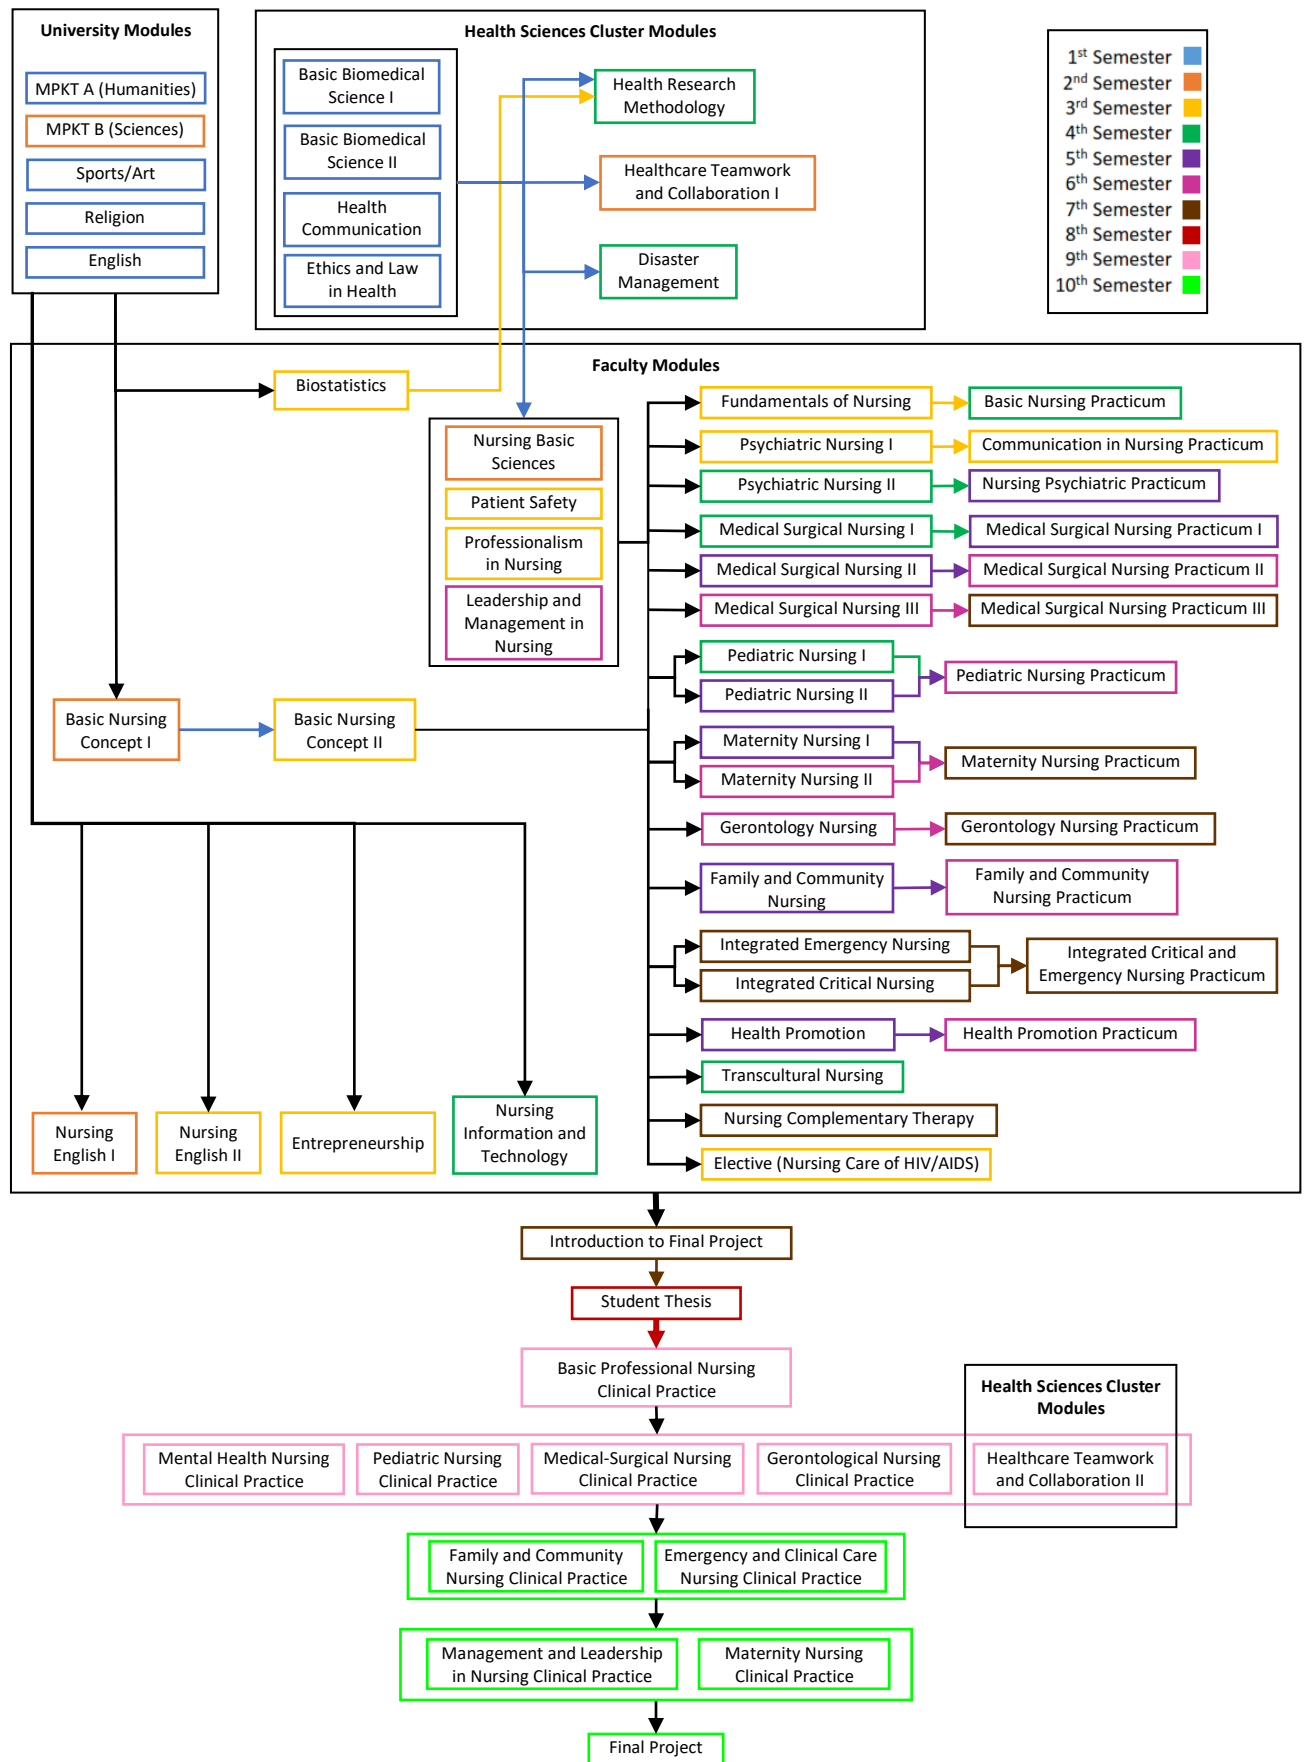 University Modules
MPKT A (Humanities)
MPKT B (Sciences)
Sports/Art
Religion
English
Health Sciences Cluster Modules
Basic Biomedical
Science I
Basic Biomedical
Science II
Health
Communication
Ethics and Law
in Health
Health Research
Methodology
Healthcare Teamwork
and Collaboration I
Disaster
Management
1st Semester
2nd Semester
3rd Semester
4th Semester
5th Semester
6th Semester
7th Semester
8th Semester
9th Semester
10th Semester
Faculty Modules
Biostatistics
Nursing Basic
Sciences
Patient Safety
Professionalism
in Nursing
Leadership and
Management in
Nursing
Basic Nursing
Concept I
Basic Nursing
Concept II
Fundamentals of Nursing
Basic Nursing Practicum
Psychiatric Nursing I
Communication in Nursing Practicum
Psychiatric Nursing II
Nursing Psychiatric Practicum
Medical Surgical Nursing I
Medical Surgical Nursing Practicum I
Medical Surgical Nursing II
Medical Surgical Nursing Practicum II
Medical Surgical Nursing III
Medical Surgical Nursing Practicum III
Pediatric Nursing I
Pediatric Nursing II
Pediatric Nursing Practicum
Maternity Nursing I
Maternity Nursing II
Maternity Nursing Practicum
Gerontology Nursing
Gerontology Nursing Practicum
Family and Community
Nursing
Family and Community
Nursing Practicum
Integrated Emergency Nursing
Integrated Critical Nursing
Integrated Critical and
Emergency Nursing Practicum
Health Promotion
Health Promotion Practicum
Transcultural Nursing
Nursing Complementary Therapy
Elective (Nursing Care of HIV/AIDS)
Nursing
English I
Nursing
English II
Entrepreneurship
Nursing
Information and
Technology
Introduction to Final Project
Student Thesis
Basic Professional Nursing
Clinical Practice
Health Sciences Cluster
Modules
Mental Health Nursing
Clinical Practice
Pediatric Nursing
Clinical Practice
Medical-Surgical Nursing
Clinical Practice
Gerontological Nursing
Clinical Practice
Healthcare Teamwork
and Collaboration II
Family and Community
Nursing Clinical Practice
Emergency and Clinical Care
Nursing Clinical Practice
Management and Leadership
in Nursing Clinical Practice
Maternity Nursing
Clinical Practice
Final Project